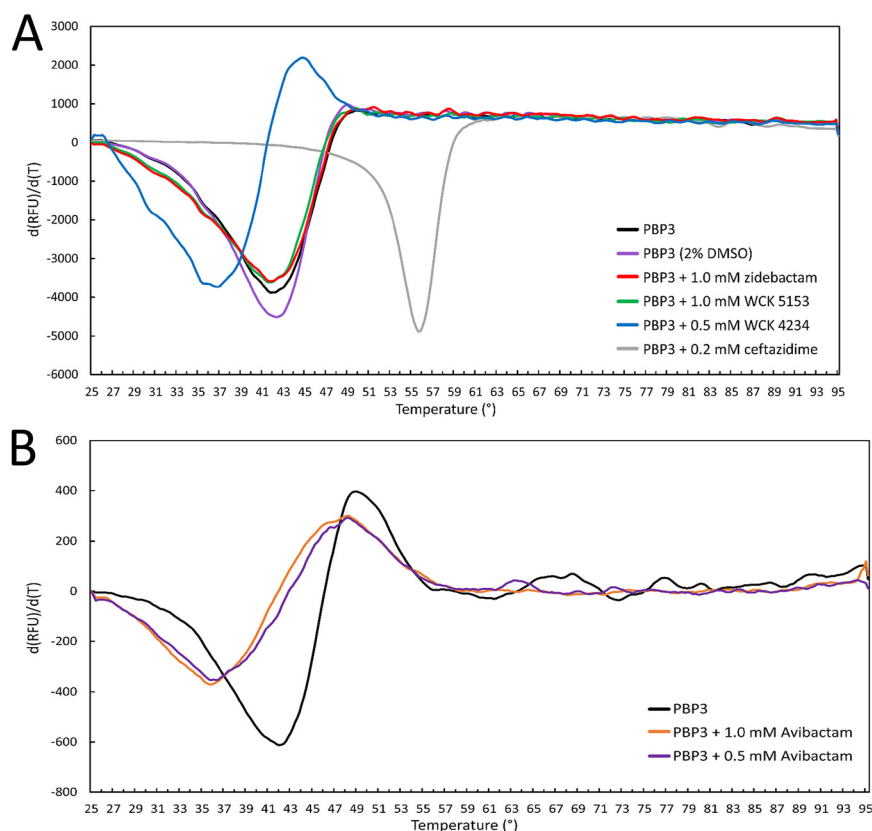 A
3000
2000
1000
0
-1000
-2000
-3000
-4000
-5000
-6000
d(RFU)/d(T)
PBP3
PBP3 (2% DMSO)
PBP3 + 1.0 mM zidebactam
PBP3 + 1.0 mM WCK 5153
PBP3 + 0.5 mM WCK 4234
PBP3 + 0.2 mM ceftazidime
25 27 29 31 33 35 37 39 41 43 45 47 49 51 53 55 57 59 61 63 65 67 69 71 73 75 77 79 81 83 85 87 89 91 93 95
Temperature (°)
B
600
400
200
0
-200
-400
-600
-800
d(RFU)/d(T)
PBP3
PBP3 + 1.0 mM Avibactam
PBP3 + 0.5 mM Avibactam
25 27 29 31 33 35 37 39 41 43 45 47 49 51 53 55 57 59 61 63 65 67 69 71 73 75 77 79 81 83 85 87 89 91 93 95
Temperature (°)